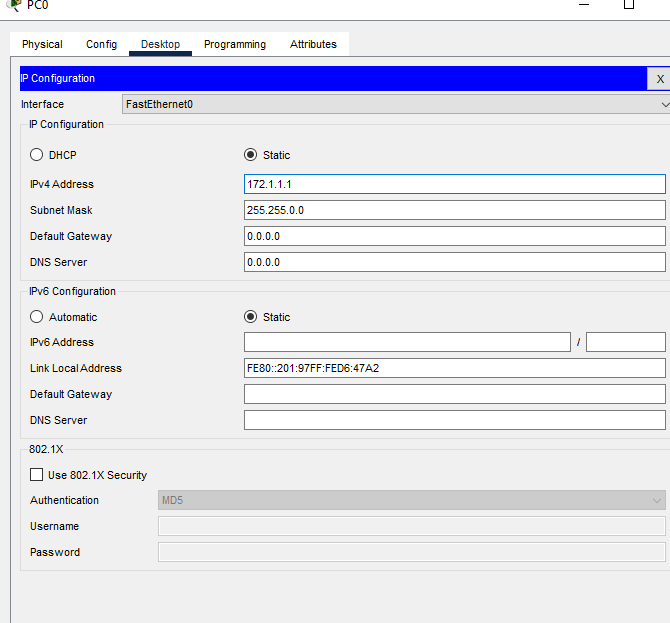 PC0
Physical Config Desktop Programming Attributes
IP Configuration X
Interface FastEthernet0
IP Configuration
DHCP Static
IPv4 Address 172.1.1.1
Subnet Mask 255.255.0.0
Default Gateway 0.0.0.0
DNS Server 0.0.0.0
IPv6 Configuration
Automatic Static
IPv6 Address /
Link Local Address FE80::201:97FF:FED6:47A2
Default Gateway
DNS Server
802.1X
Use 802.1X Security
Authentication MD5
Username
Password